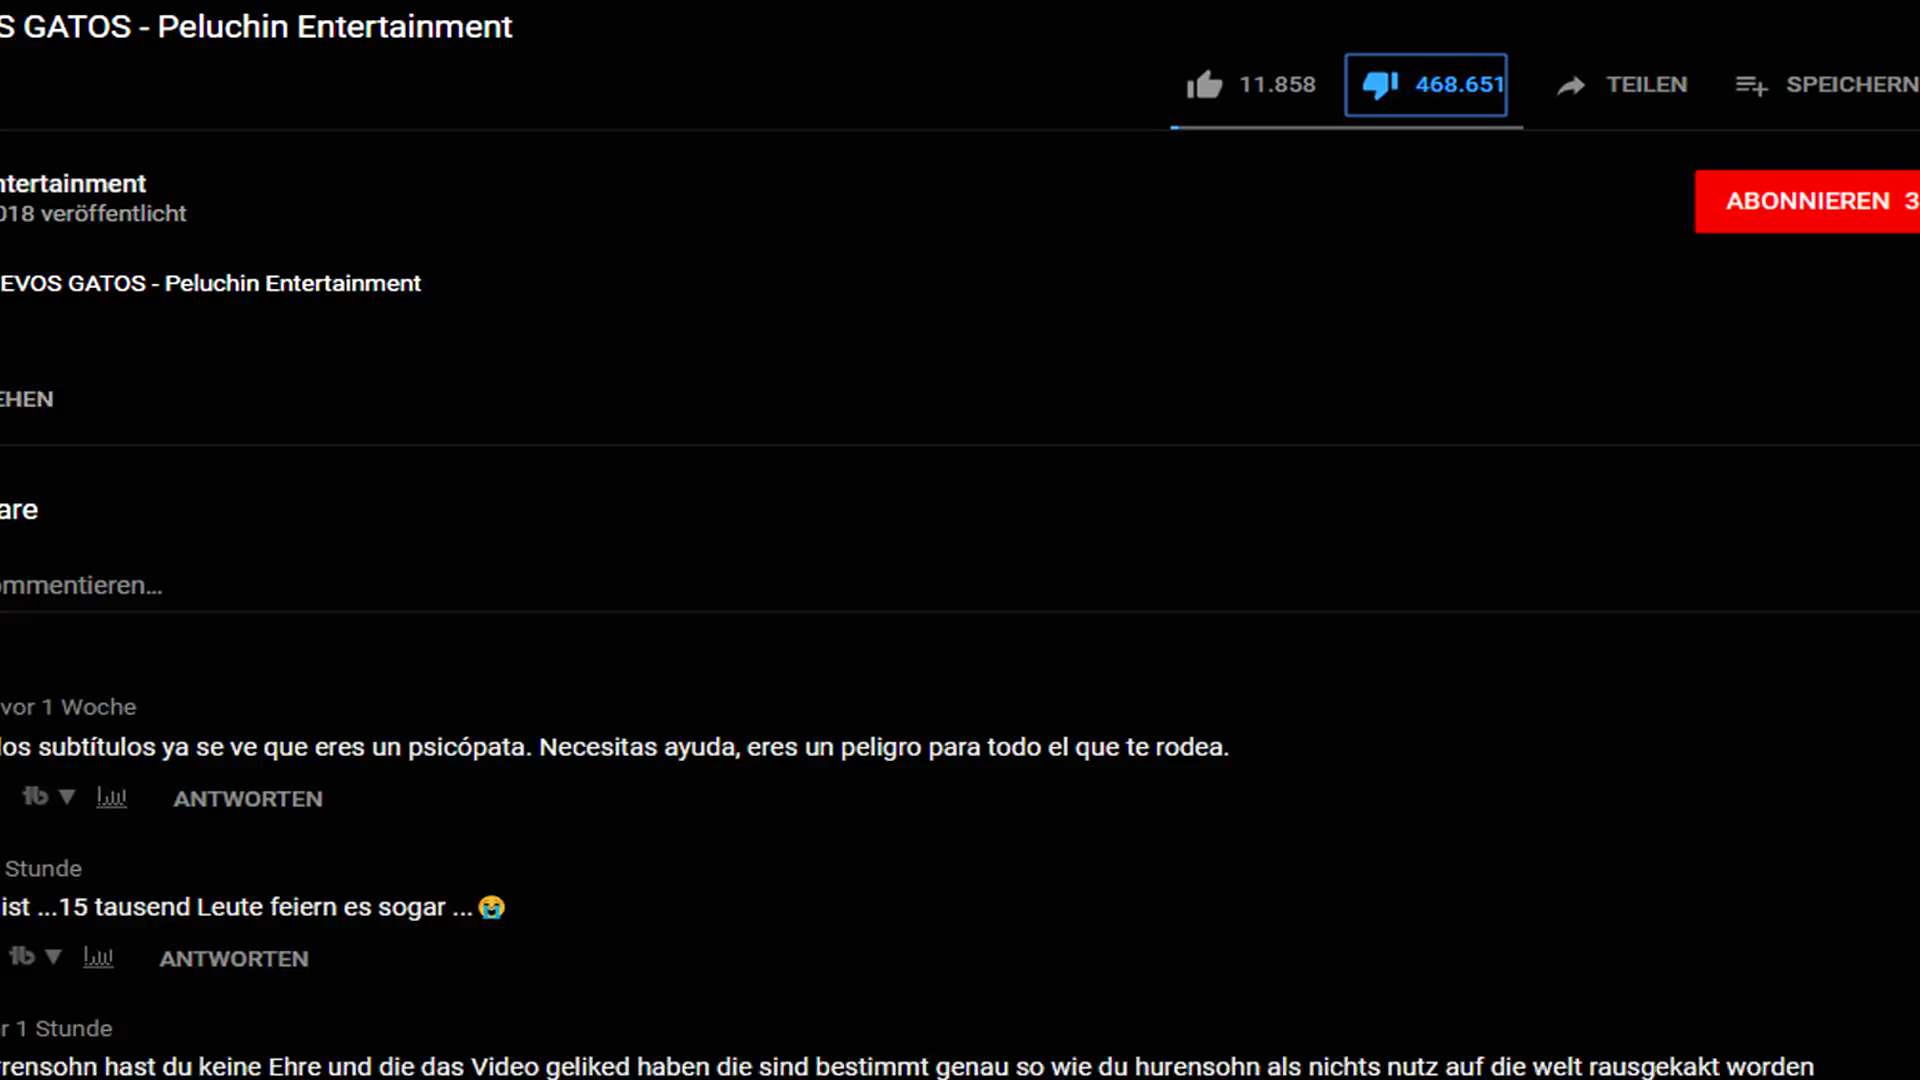 S GATOS - Peluchin Entertainment
11.858 468.651 TEILEN SPEICHERN
ntertainment
018 veröffentlicht
ABONNIEREN 3
EVOS GATOS - Peluchin Entertainment
EHEN
are
ommentieren...
vor 1 Woche
los subtítulos ya se ve que eres un psicópata. Necesitas ayuda, eres un peligro para todo el que te rodea.
tb ANTWORTEN
Stunde
ist ...15 tausend Leute feiern es sogar ...😭
tb ANTWORTEN
r 1 Stunde
rensohn hast du keine Ehre und die das Video geliked haben die sind bestimmt genau so wie du hurensohn als nichts nutz auf die welt rausgekakt worden